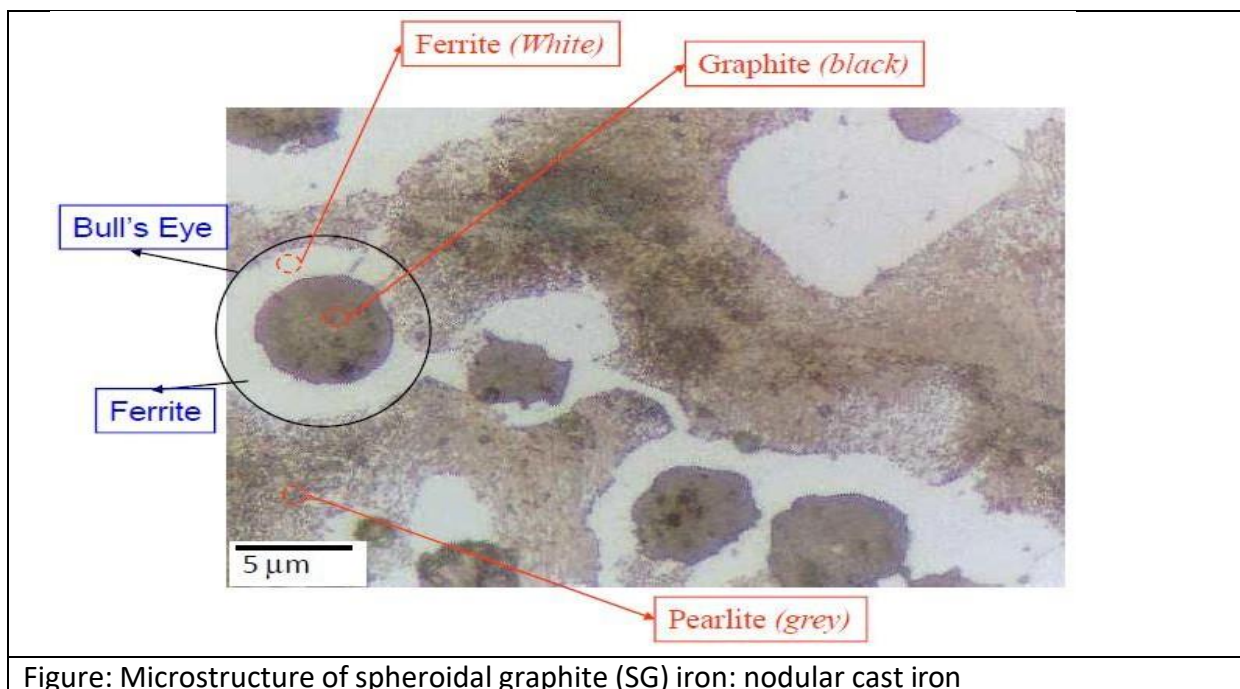 Ferrite (White)
Graphite (black)
Bull's Eye
Ferrite
5 μm
Pearlite (grey)
Figure: Microstructure of spheroidal graphite (SG) iron: nodular cast iron